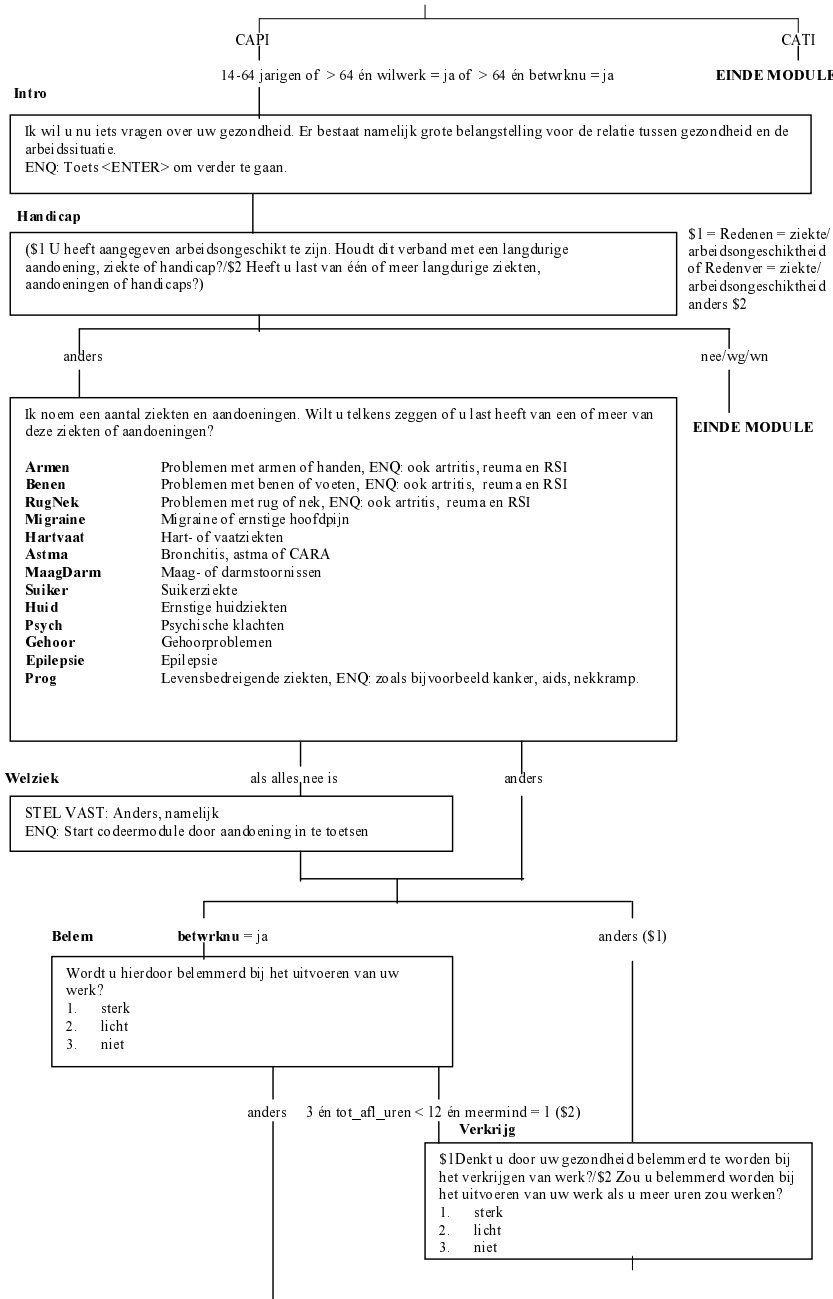 CAPI CATI
14-64 jarigen of > 64 én wilwerk = ja of > 64 én betwrknu = ja EINDE MODULE
Intro
Ik wil u nu iets vragen over uw gezondheid. Er bestaat namelijk grote belangstelling voor de relatie tussen gezondheid en de
arbeidssituatie.
ENQ: Toets <ENTER> om verder te gaan.
Handicap
($1 U heeft aangegeven arbeidsongeschikt te zijn. Houdt dit verband met een langdurige
aandoening, ziekte of handicap?/$2 Heeft u last van één of meer langdurige ziekten,
aandoeningen of handicaps?)
$1 = Redenen = ziekte/
arbeidsongeschiktheid
of Redenver = ziekte/
arbeidsongeschiktheid
anders $2
anders nee/wg/wn
EINDE MODULE
Ik noem een aantal ziekten en aandoeningen. Wilt u telkens zeggen of u last heeft van een of meer van
deze ziekten of aandoeningen?
Armen Problemen met armen of handen, ENQ: ook artritis, reuma en RSI
Benen Problemen met benen of voeten, ENQ: ook artritis, reuma en RSI
RugNek Problemen met rug of nek, ENQ: ook artritis, reuma en RSI
Migraine Migraine of ernstige hoofdpijn
Hartvaat Hart- of vaatziekten
Astma Bronchitis, astma of CARA
MaagDarm Maag- of darmstoornissen
Suiker Suikerziekte
Huid Ernstige huidziekten
Psych Psychische klachten
Gehoor Gehoorproblemen
Epilepsie Epilepsie
Prog Levensbedreigende ziekten, ENQ: zoals bijvoorbeeld kanker, aids, nekkramp.
Welziek als alles nee is anders
STEL VAST: Anders, namelijk
ENQ: Start codeermodule door aandoening in te toetsen
Belem betwrknu = ja anders ($1)
Wordt u hierdoor belemmerd bij het uitvoeren van uw
werk?
1. sterk
2. licht
3. niet
anders 3 én tot_afl_uren < 12 én meermind = 1 ($2)
Verkrijg
$1Denkt u door uw gezondheid belemmerd te worden bij
het verkrijgen van werk?/$2 Zou u belemmerd worden bij
het uitvoeren van uw werk als u meer uren zou werken?
1. sterk
2. licht
3. niet